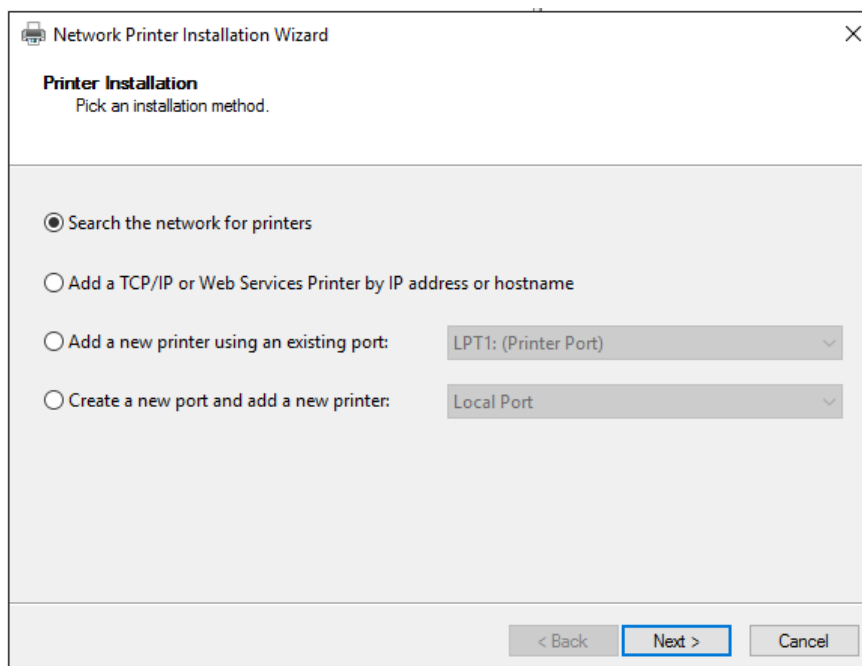 Network Printer Installation Wizard
Printer Installation
Pick an installation method.
Search the network for printers
Add a TCP/IP or Web Services Printer by IP address or hostname
Add a new printer using an existing port: LPT1: (Printer Port)
Create a new port and add a new printer: Local Port
< Back Next > Cancel